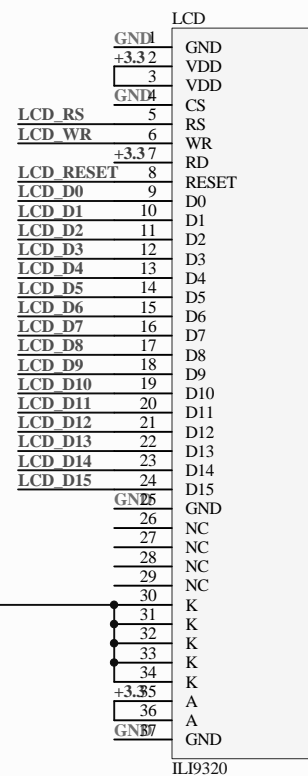 LCD
GND 1 GND
+3.3 2 VDD
3 VDD
GND 4 CS
LCD_RS 5 RS
LCD_WR 6 WR
+3.3 7 RD
LCD_RESET 8 RESET
LCD_D0 9 D0
LCD_D1 10 D1
LCD_D2 11 D2
LCD_D3 12 D3
LCD_D4 13 D4
LCD_D5 14 D5
LCD_D6 15 D6
LCD_D7 16 D7
LCD_D8 17 D8
LCD_D9 18 D9
LCD_D10 19 D10
LCD_D11 20 D11
LCD_D12 21 D12
LCD_D13 22 D13
LCD_D14 23 D14
LCD_D15 24 D15
GND 25 GND
26 NC
27 NC
28 NC
29 NC
30 K
31 K
32 K
33 K
34 K
+3.3 35 A
36 A
GND 37 GND
ILI9320